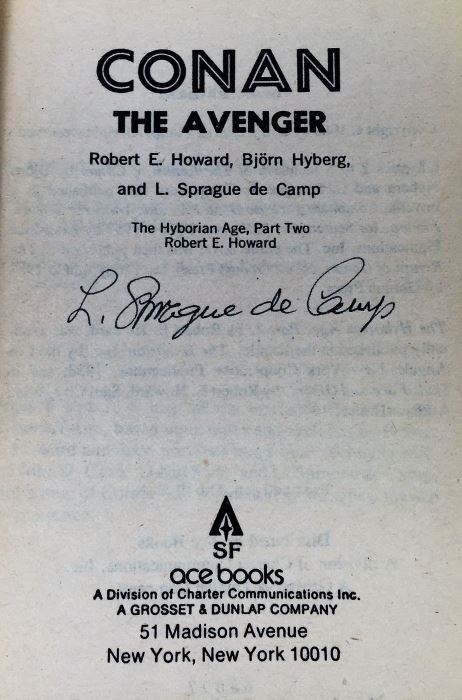 CONAN
THE AVENGER
Robert E. Howard, Björn Hyberg,
and L. Sprague de Camp
The Hyborian Age, Part Two
Robert E. Howard
L. Sprague de Camp
SF
ace books
A Division of Charter Communications Inc.
A GROSSET & DUNLAP COMPANY
51 Madison Avenue
New York, New York 10010